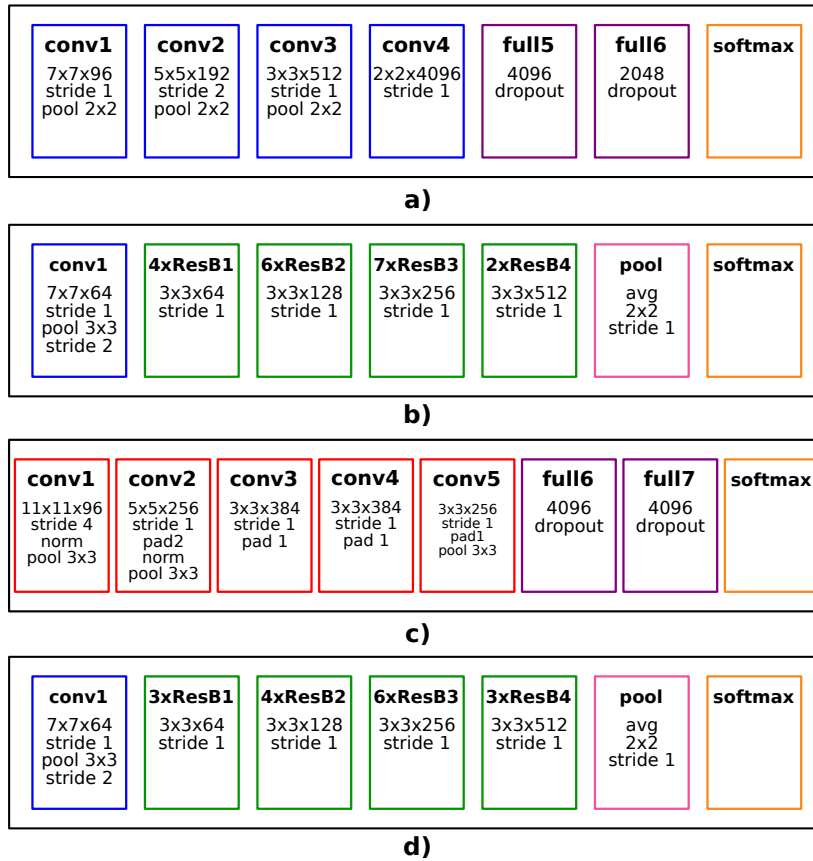 conv1
7x7x96
stride 1
pool 2x2
conv2
5x5x192
stride 2
pool 2x2
conv3
3x3x512
stride 1
pool 2x2
conv4
2x2x4096
stride 1
full5
4096
dropout
full6
2048
dropout
softmax
a)
conv1
7x7x64
stride 1
pool 3x3
stride 2
4xResB1
3x3x64
stride 1
6xResB2
3x3x128
stride 1
7xResB3
3x3x256
stride 1
2xResB4
3x3x512
stride 1
pool
avg
2x2
stride 1
softmax
b)
conv1
11x11x96
stride 4
norm
pool 3x3
conv2
5x5x256
stride 1
pad2
norm
pool 3x3
conv3
3x3x384
stride 1
pad 1
conv4
3x3x384
stride 1
pad 1
conv5
3x3x256
stride 1
pad1
pool 3x3
full6
4096
dropout
full7
4096
dropout
softmax
c)
conv1
7x7x64
stride 1
pool 3x3
stride 2
3xResB1
3x3x64
stride 1
4xResB2
3x3x128
stride 1
6xResB3
3x3x256
stride 1
3xResB4
3x3x512
stride 1
pool
avg
2x2
stride 1
softmax
d)